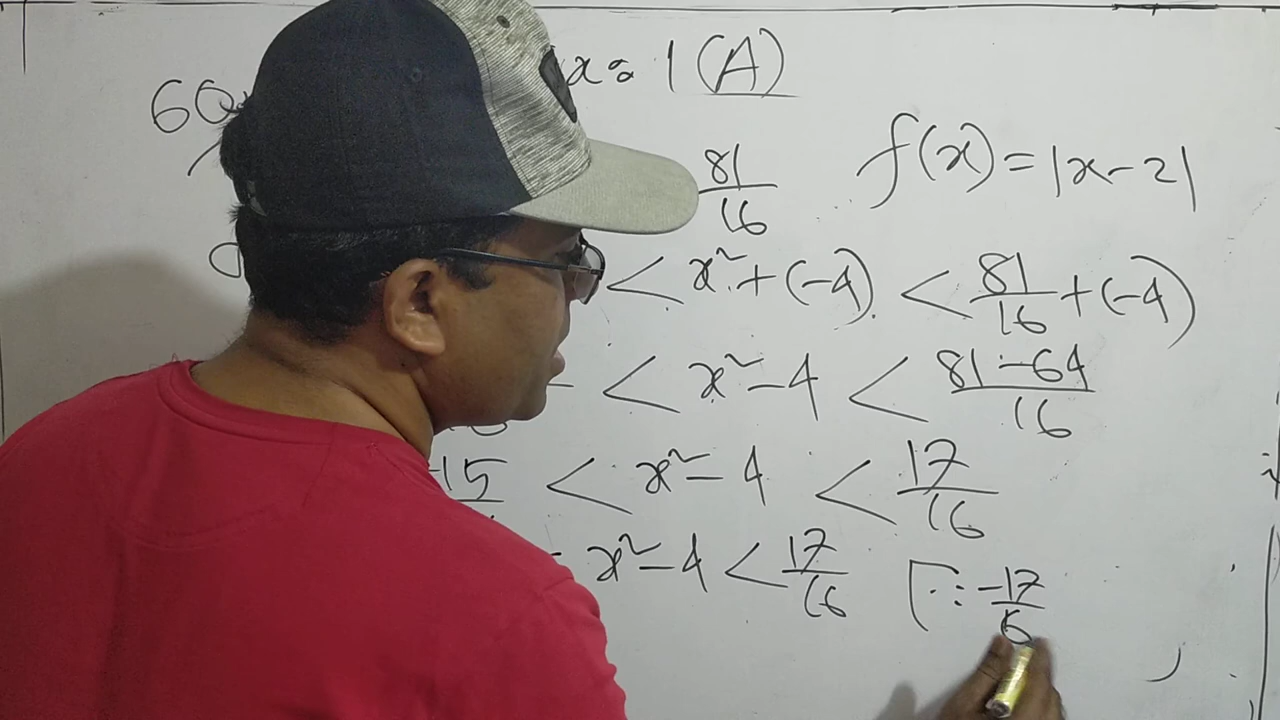 60 x = 1 (A)
81/16 f(x) = |x-2|
< x² + (-4) < 81/16 + (-4)
< x² - 4 < (81-64)/16
-15 < x² - 4 < 17/16
x² - 4 < 17/16 [∵ -17/6